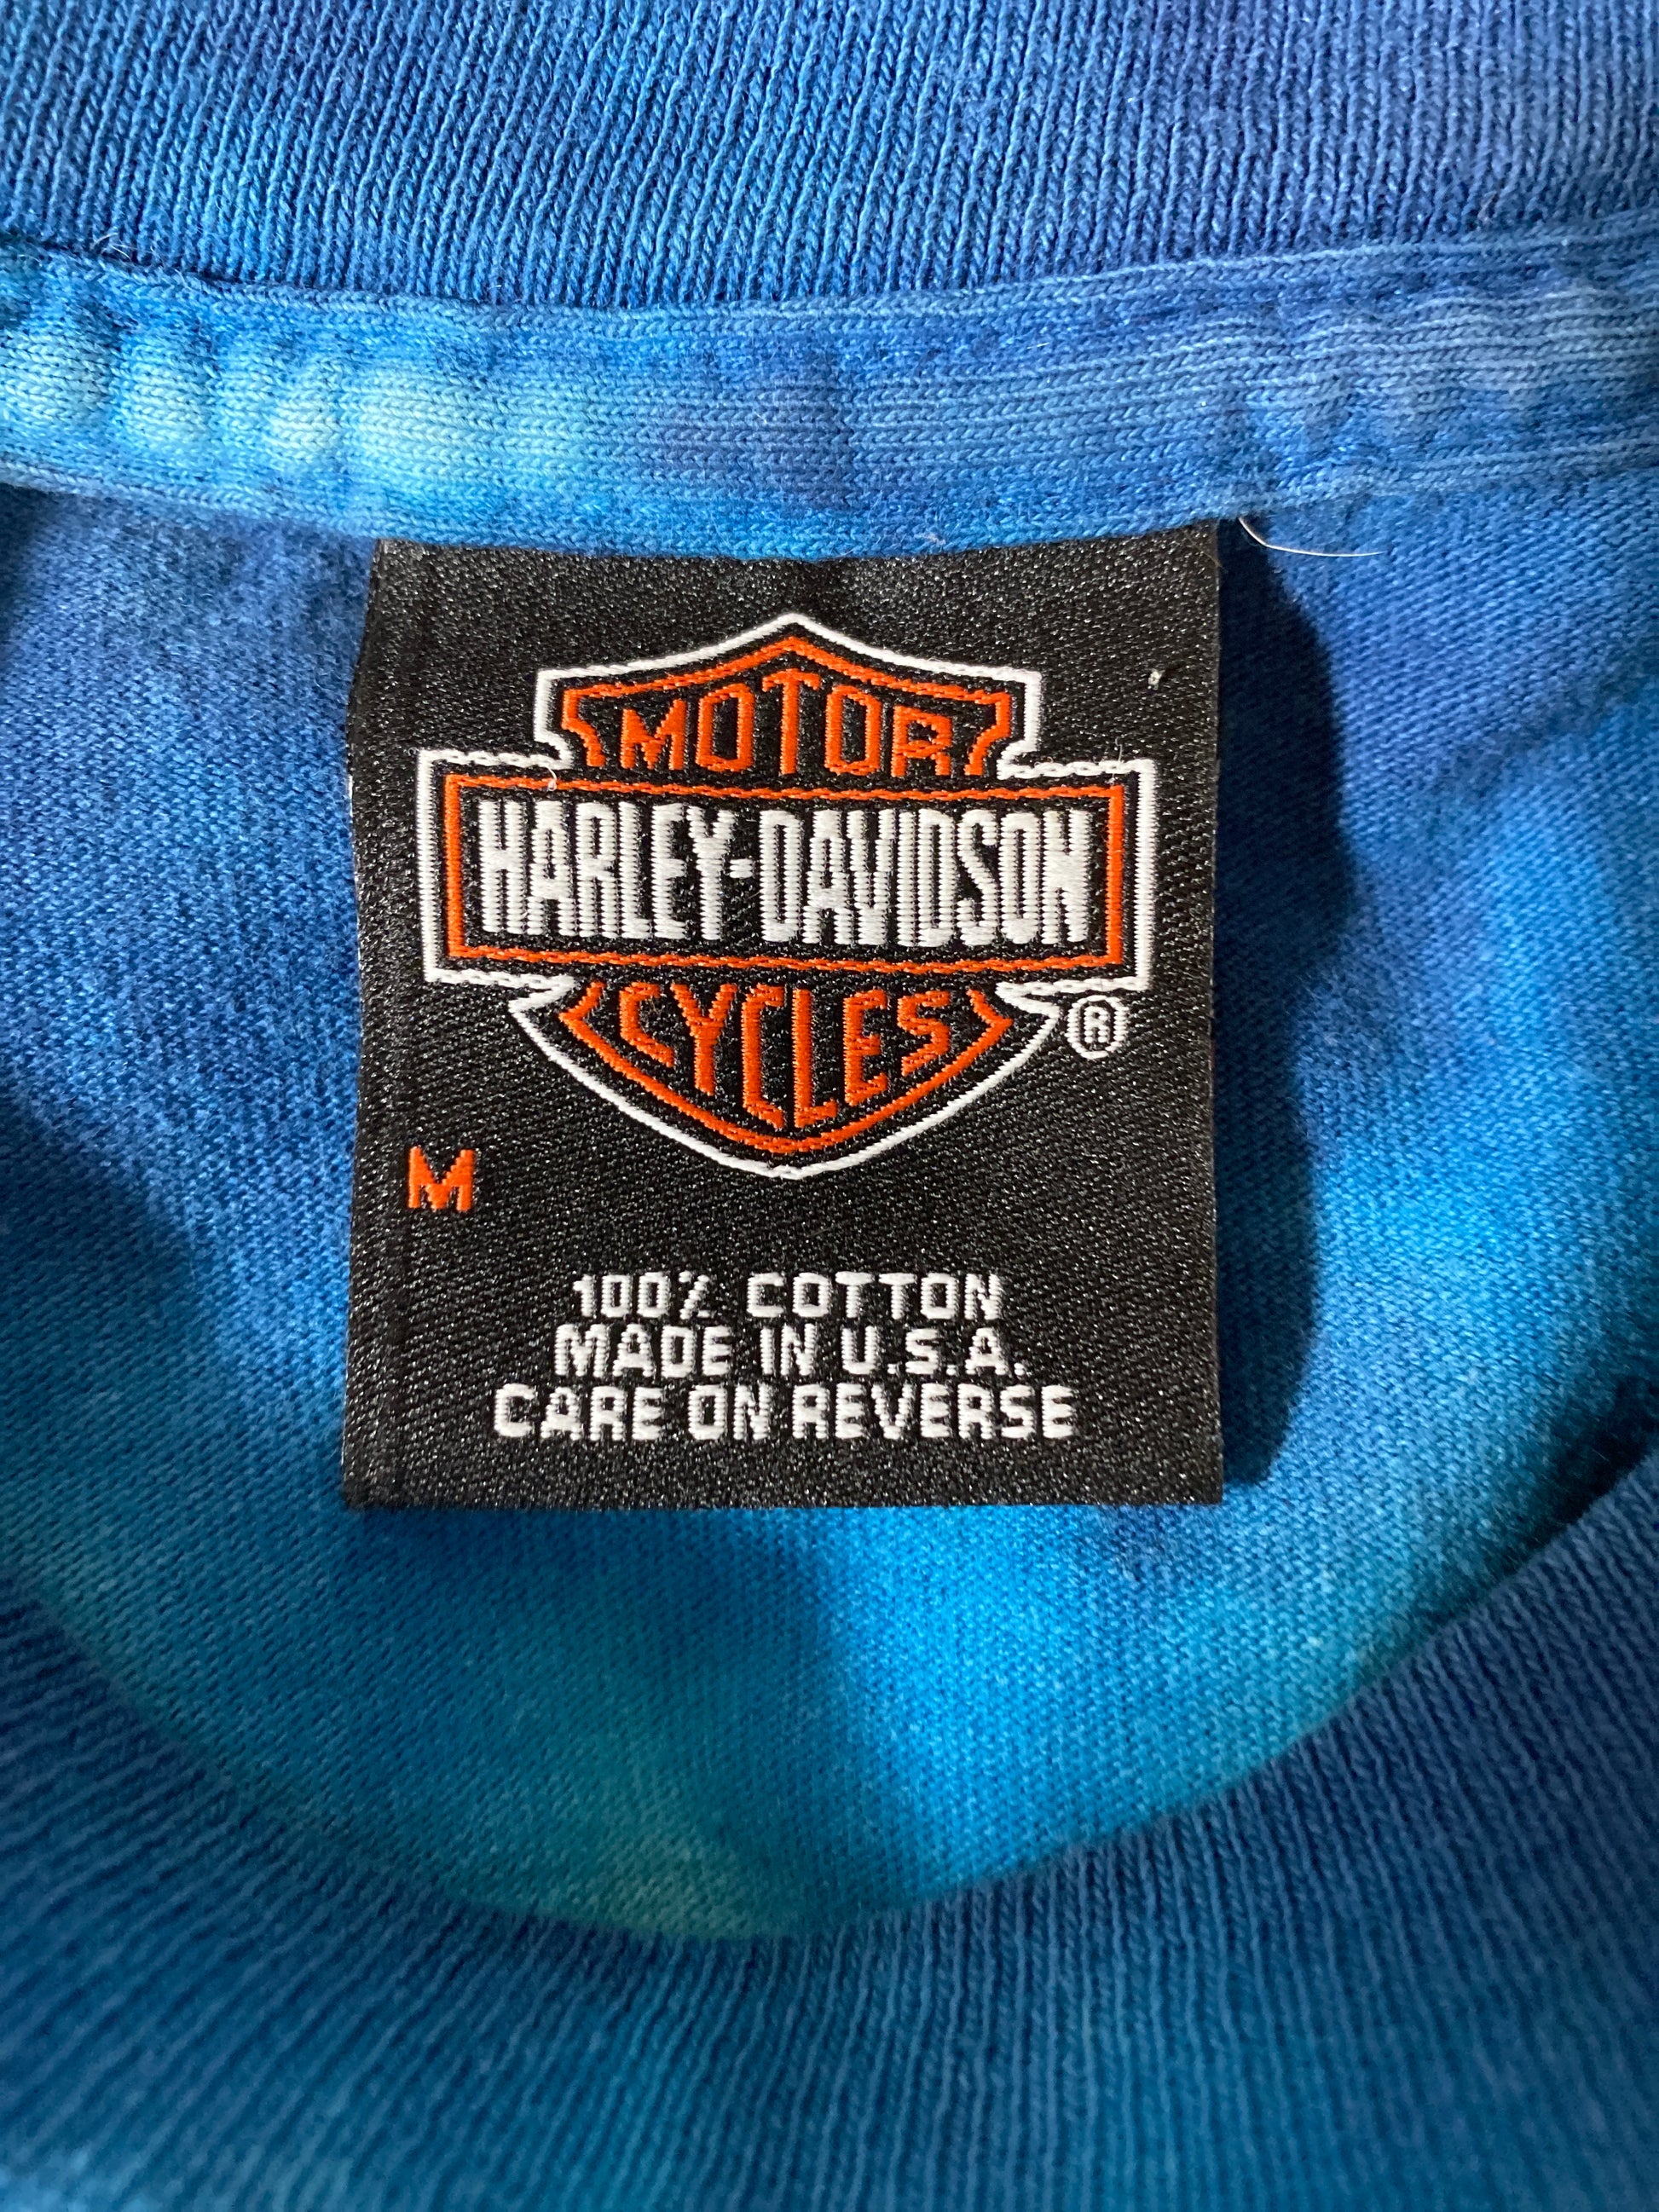 MOTOR
HARLEY-DAVIDSON
CYCLES
®
M
100% COTTON
MADE IN U.S.A.
CARE ON REVERSE